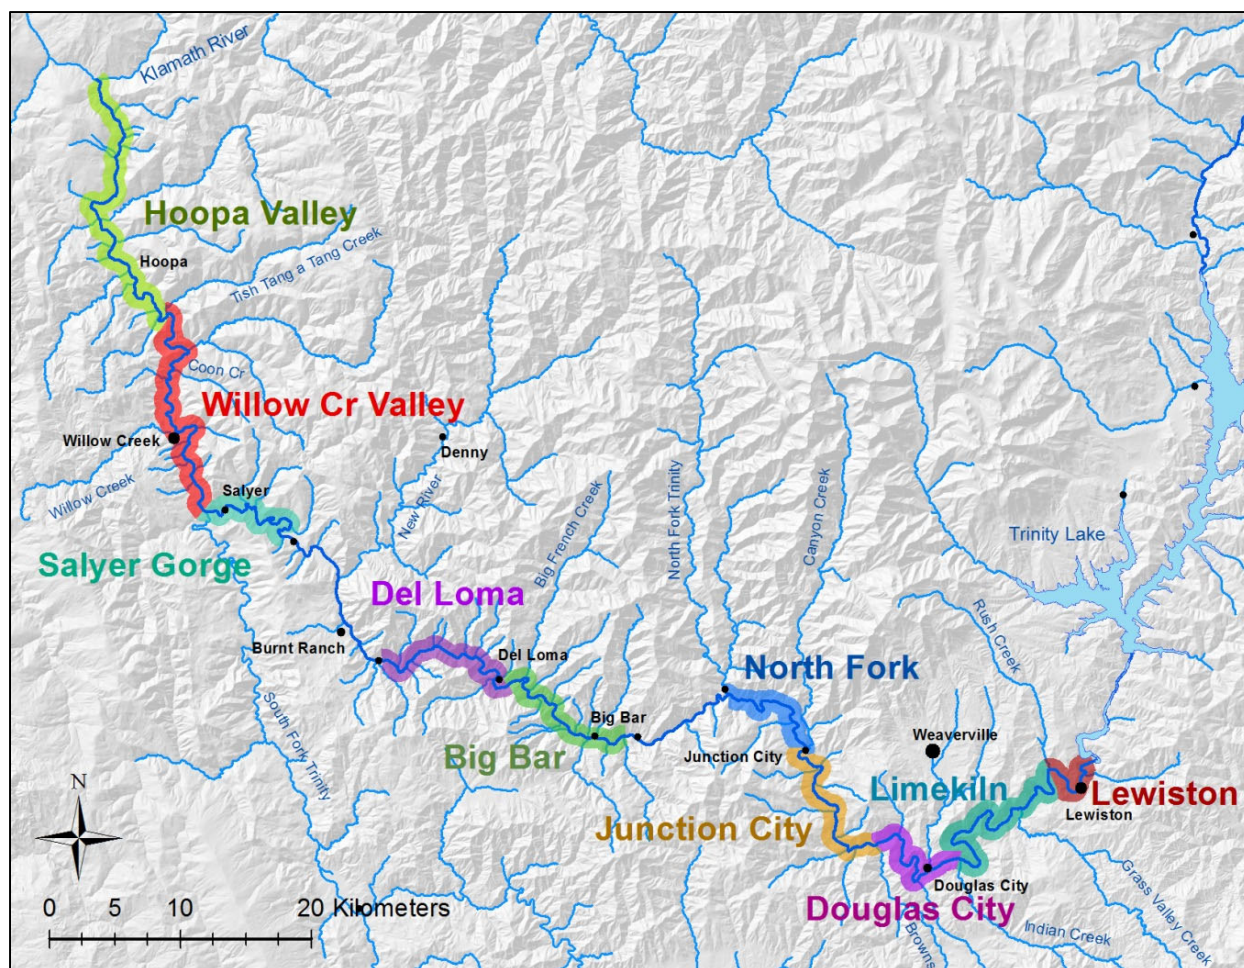 Klamath River
Hoopa Valley
Hoopa
Tish Tang a Tang Creek
Coon Cr
Willow Cr Valley
Willow Creek
Denny
Willow Creek
Salyer
New River
Big French Creek
North Fork Trinity
Canyon Creek
Trinity Lake
Salyer Gorge
Del Loma
Rush Creek
Burnt Ranch
Del Loma
North Fork
South Fork Trinity
Big Bar
Weaverville
Big Bar
Junction City
Limekiln
Lewiston
N
Lewiston
Junction City
Douglas City
Grass Valley Creek
Douglas City
Indian Creek
Browns
0 5 10 20 Kilometers